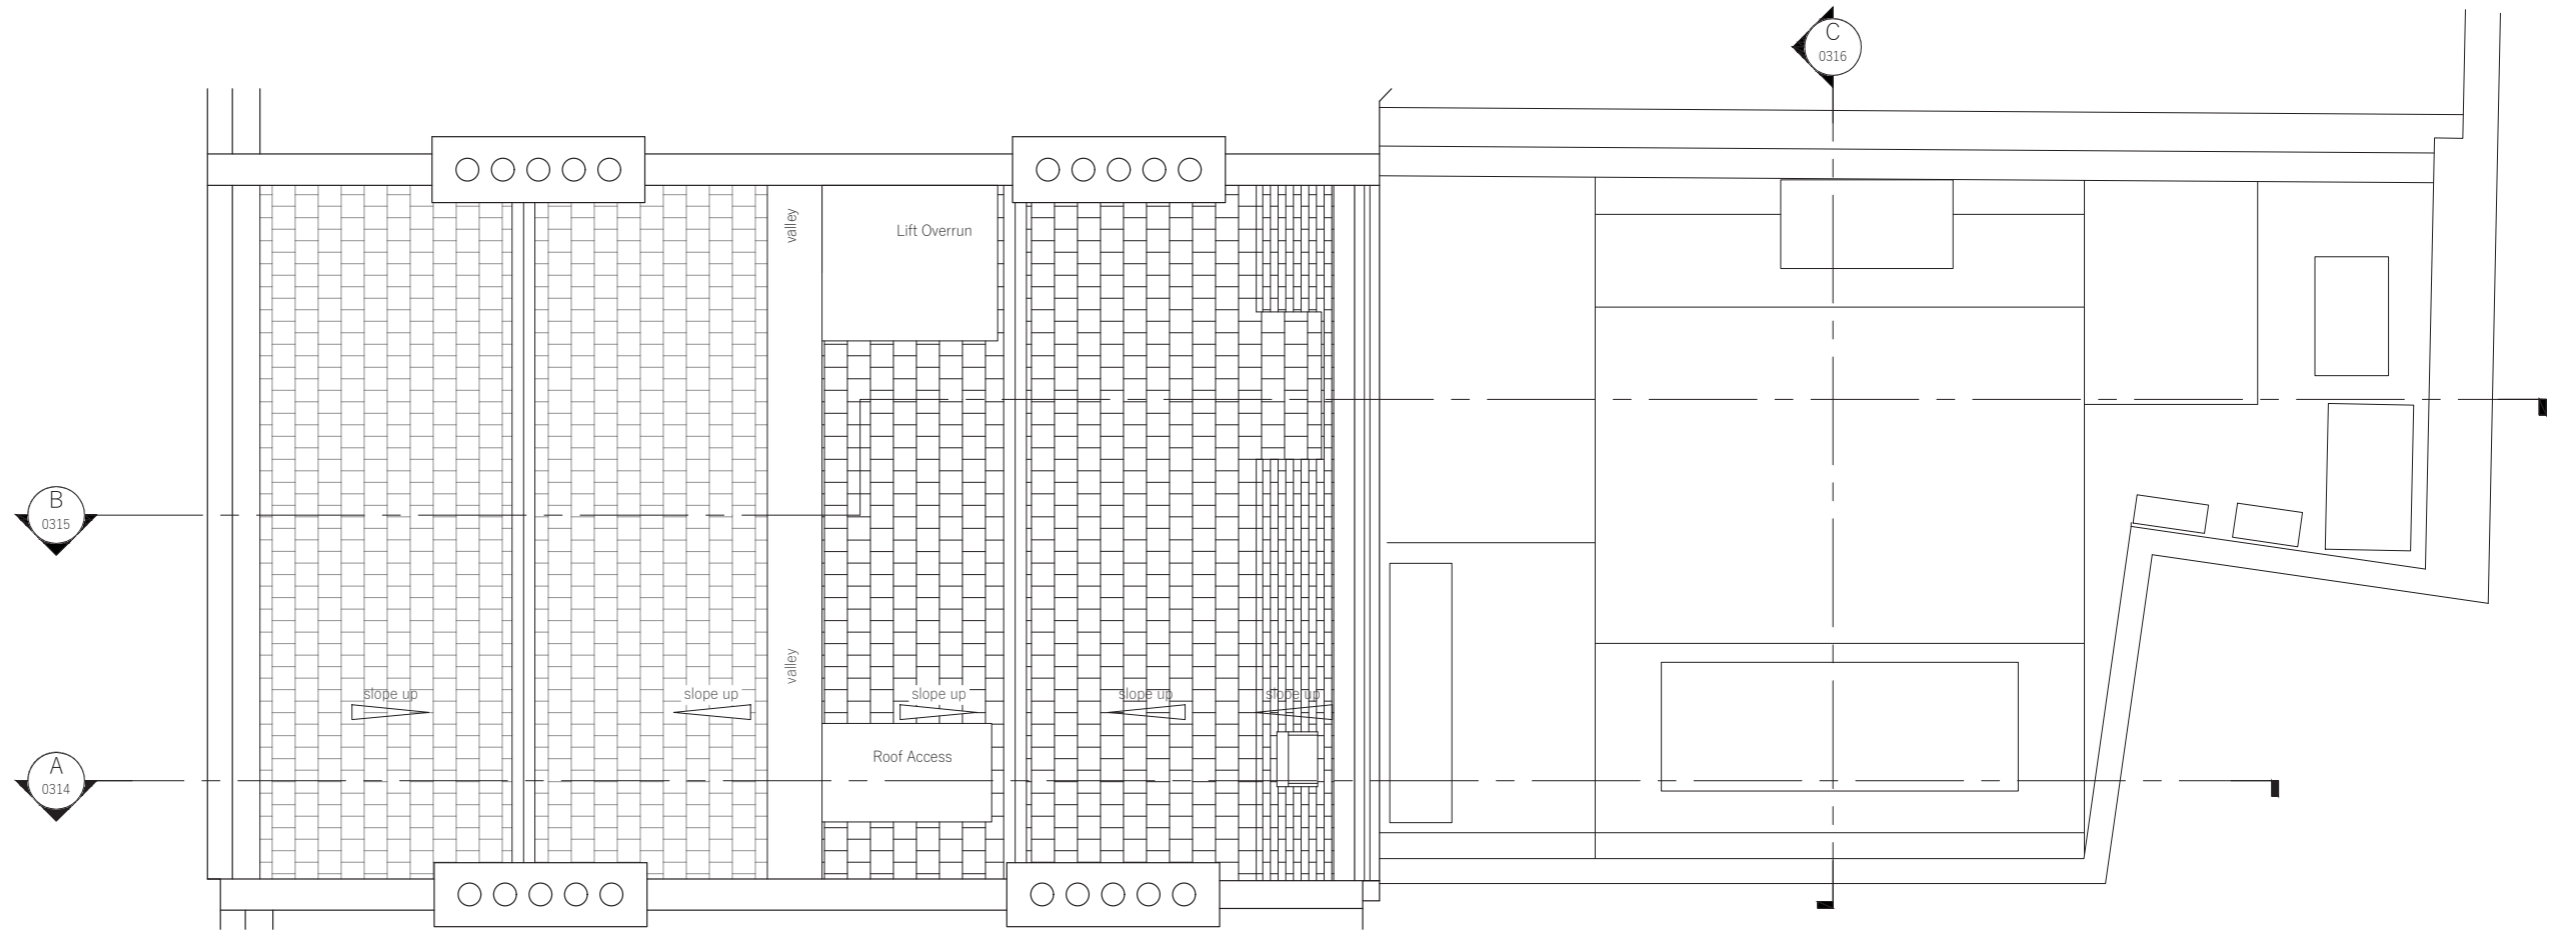 C
0316
valley
Lift Overrun
B
0315
valley
slope up
slope up
slope up
slope up
slope up
Roof Access
A
0314